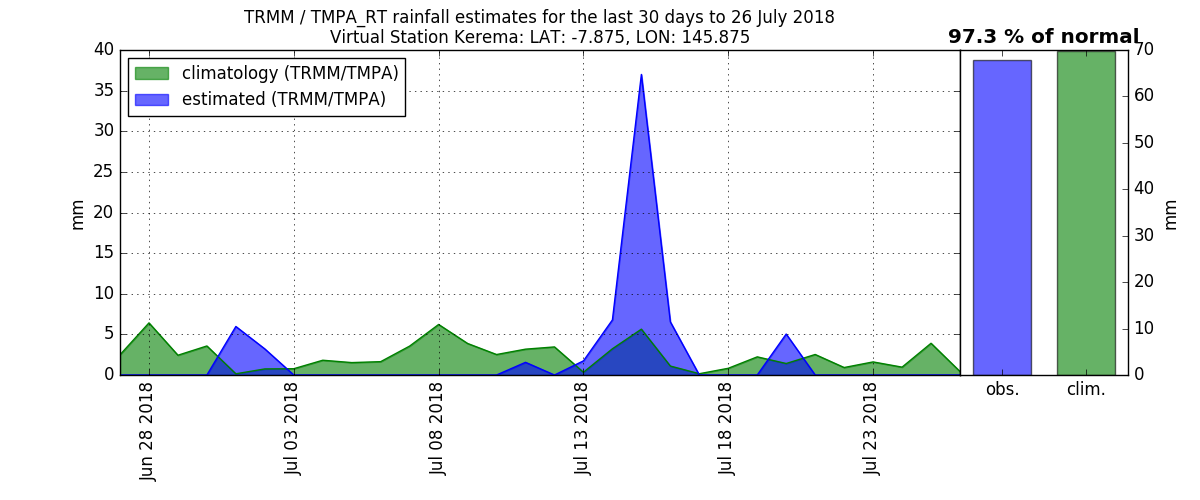 TRMM / TMPA_RT rainfall estimates for the last 30 days to 26 July 2018
Virtual Station Kerema: LAT: -7.875, LON: 145.875
97.3 % of normal
climatology (TRMM/TMPA)
estimated (TRMM/TMPA)
40
35
30
25
20
15
10
5
0
mm
Jun 28 2018
Jul 03 2018
Jul 08 2018
Jul 13 2018
Jul 18 2018
Jul 23 2018
obs.
clim.
70
60
50
40
30
20
10
0
mm